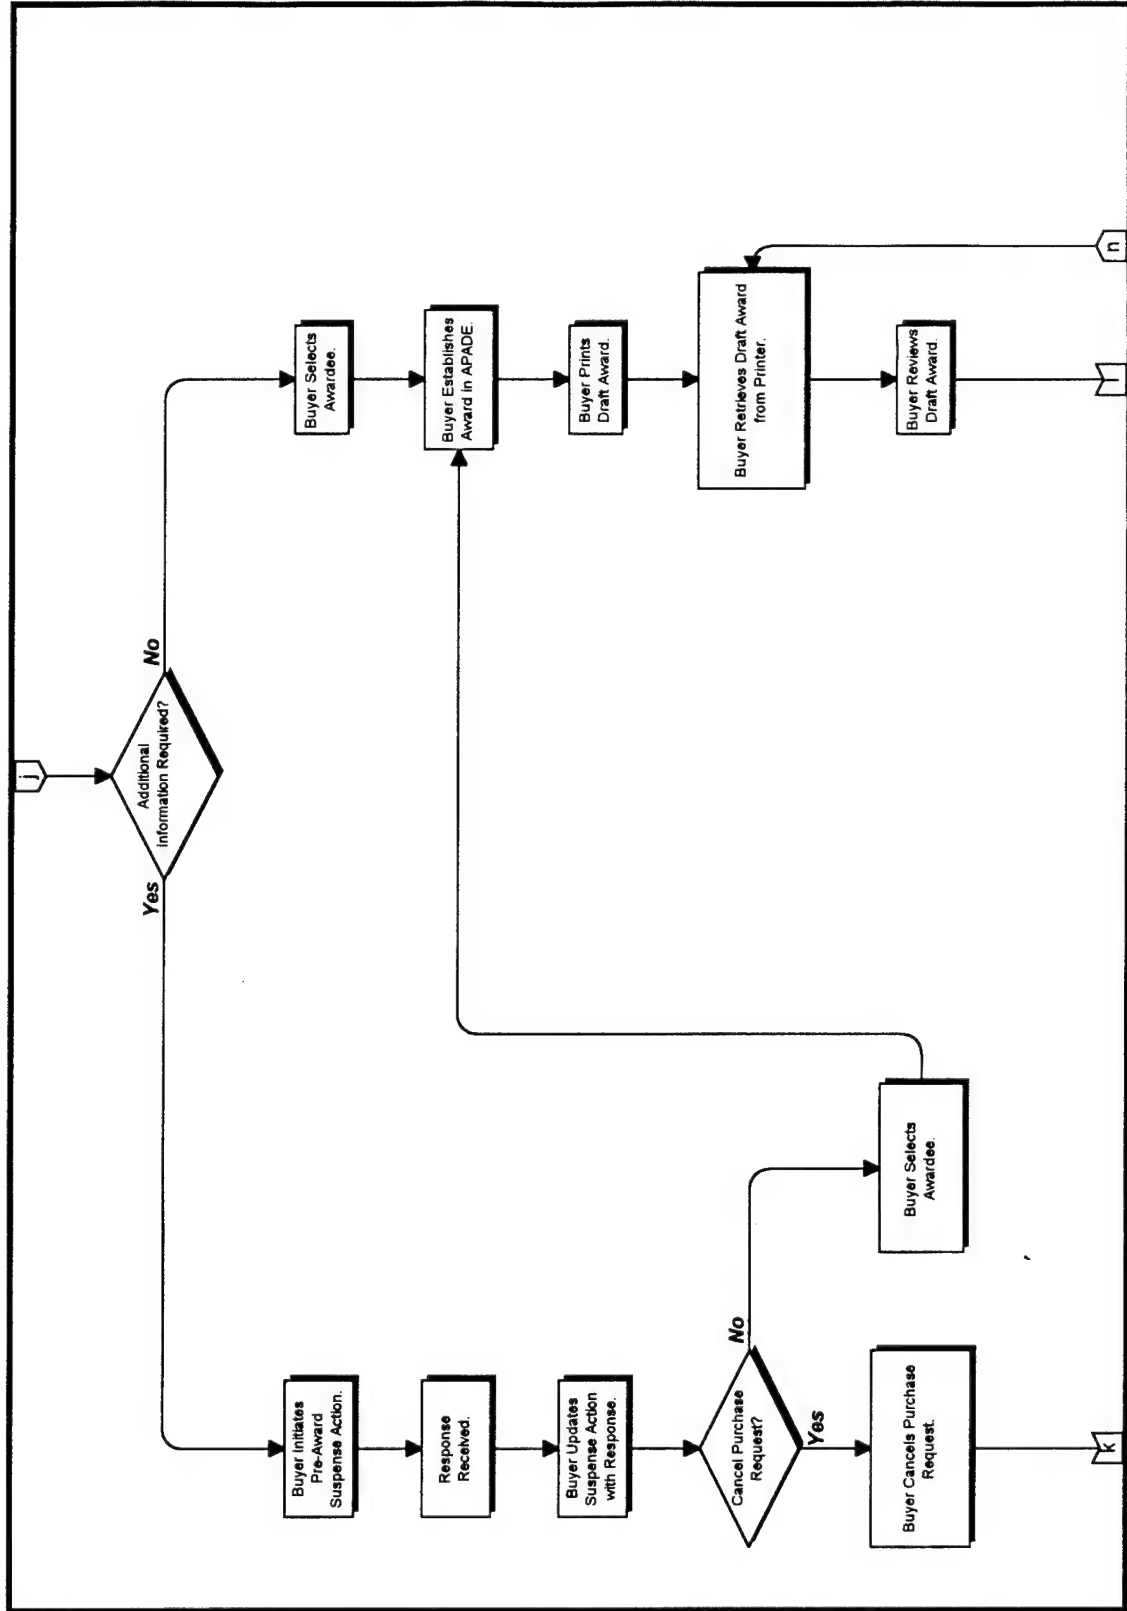 j
Additional
Information Required?
Yes
No
Buyer Initiates
Pre-Award
Suspense Action.
Response
Received.
Buyer Updates
Suspense Action
with Response.
Cancel Purchase
Request?
No
Yes
Buyer Cancels Purchase
Request.
k
Buyer Selects
Awardee.
Buyer Selects
Awardee.
Buyer Establishes
Award in APADE.
Buyer Prints
Draft Award.
Buyer Retrieves Draft Award
from Printer.
Buyer Reviews
Draft Award.
l
n